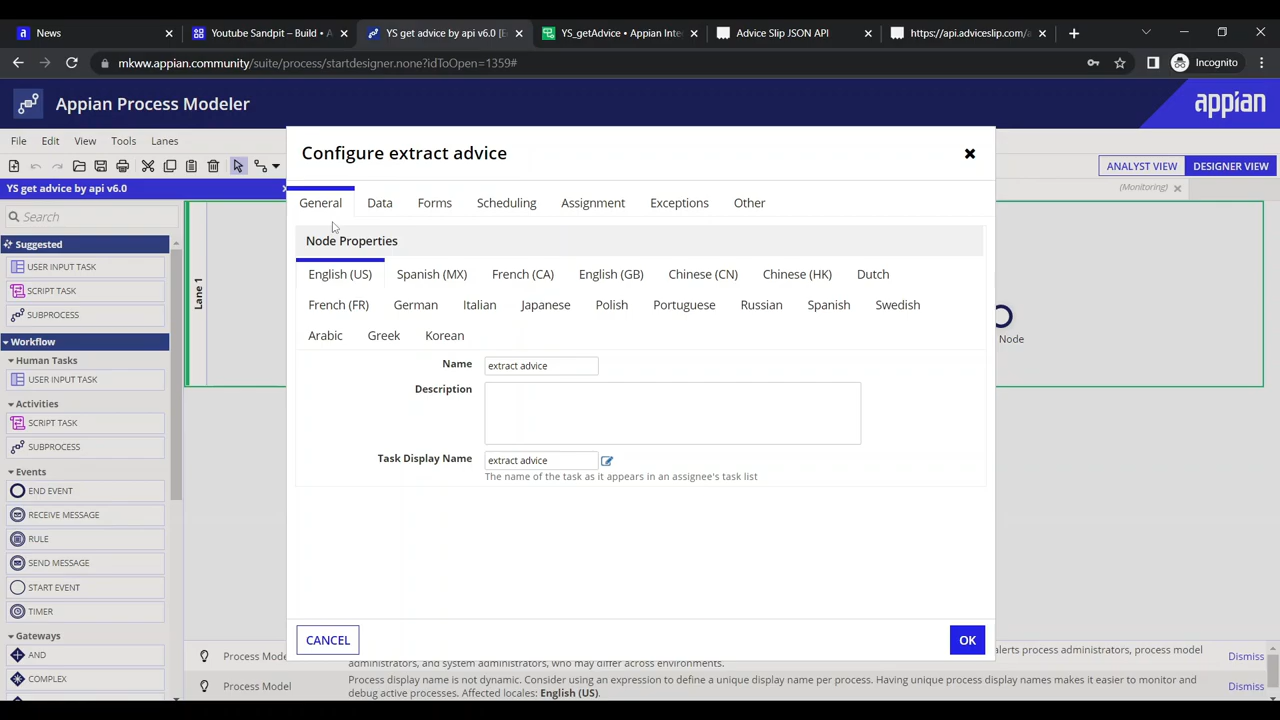 News
Youtube Sandpit – Build • A
YS get advice by api v6.0 [E
YS_getAdvice • Appian Inte
Advice Slip JSON API
https://api.adviceslip.com/a
mkww.appian.community/suite/process/startdesigner.none?idToOpen=1359#
Incognito
Appian Process Modeler
appian
File Edit View Tools Lanes
ANALYST VIEW DESIGNER VIEW
YS get advice by api v6.0
(Monitoring)
Search
Suggested
USER INPUT TASK
SCRIPT TASK
SUBPROCESS
Workflow
Human Tasks
USER INPUT TASK
Activities
SCRIPT TASK
SUBPROCESS
Events
END EVENT
RECEIVE MESSAGE
RULE
SEND MESSAGE
START EVENT
TIMER
Gateways
AND
COMPLEX
Lane 1
Node
Configure extract advice
General Data Forms Scheduling Assignment Exceptions Other
Node Properties
English (US) Spanish (MX) French (CA) English (GB) Chinese (CN) Chinese (HK) Dutch
French (FR) German Italian Japanese Polish Portuguese Russian Spanish Swedish
Arabic Greek Korean
Name extract advice
Description
Task Display Name extract advice
The name of the task as it appears in an assignee's task list
CANCEL OK
Process Mode alerts process administrators, process model
administrators, and system administrators, who may differ across environments.
Dismiss
Process Model Process display name is not dynamic. Consider using an expression to define a unique display name per process. Having unique process display names makes it easier to monitor and
debug active processes. Affected locales: English (US).
Dismiss